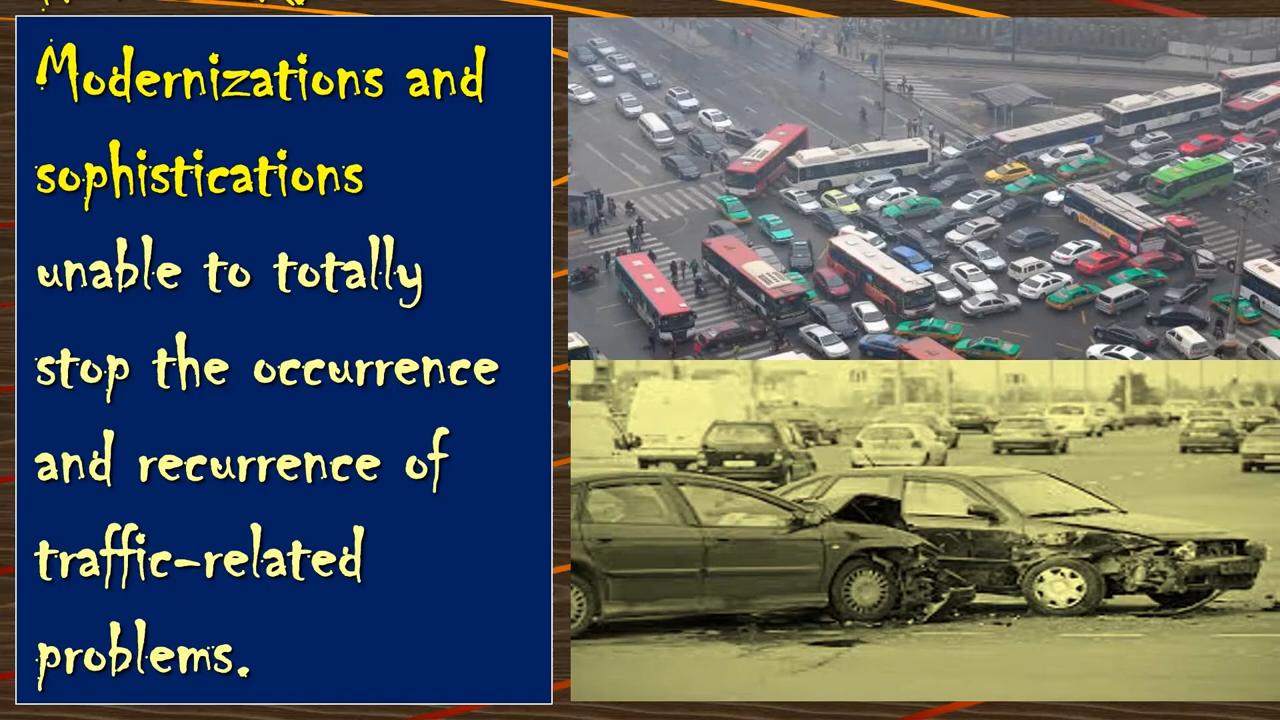 Modernizations and
sophistications
unable to totally
stop the occurrence
and recurrence of
traffic-related
problems.